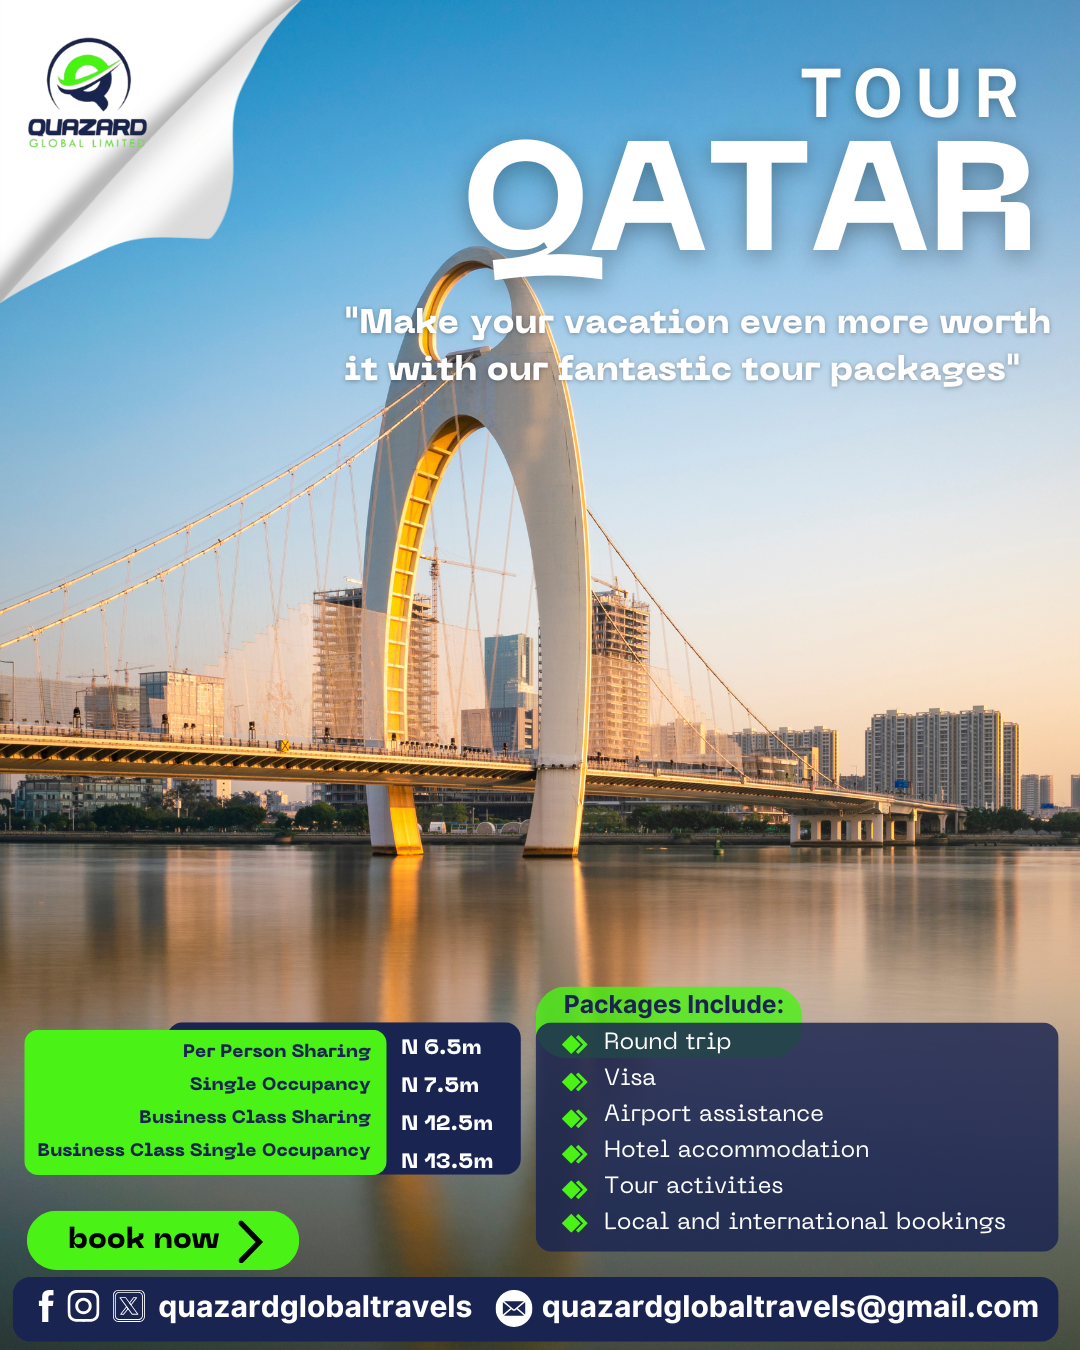 QUAZARD
GLOBAL LIMITED
TOUR
QATAR
"Make your vacation even more worth
it with our fantastic tour packages"
Per Person Sharing N 6.5m
Single Occupancy N 7.5m
Business Class Sharing N 12.5m
Business Class Single Occupancy N 13.5m
Packages Include:
Round trip
Visa
Airport assistance
Hotel accommodation
Tour activities
Local and international bookings
book now
quazardglobaltravels quazardglobaltravels@gmail.com